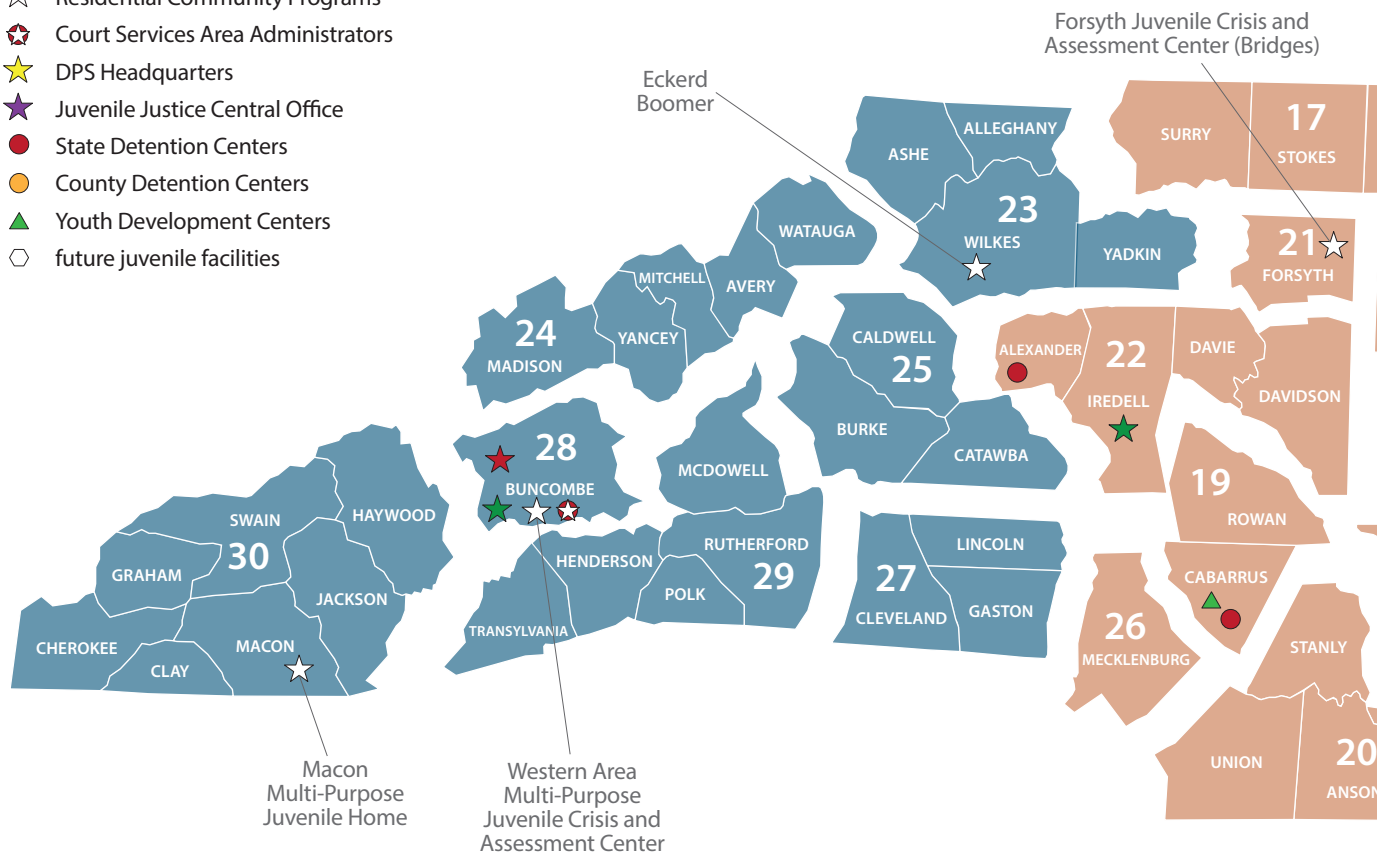 Residential Community Programs
Court Services Area Administrators
DPS Headquarters
Juvenile Justice Central Office
State Detention Centers
County Detention Centers
Youth Development Centers
future juvenile facilities
Forsyth Juvenile Crisis and
Assessment Center (Bridges)
Eckerd
Boomer
ALLEGHANY
ASHE
23
WILKES
YADKIN
WATAUGA
MITCHELL
AVERY
YANCEY
24
MADISON
SURRY
17
STOKES
21
FORSYTH
CALDWELL
25
BURKE
CATAWBA
ALEXANDER
22
IREDELL
DAVIE
DAVIDSON
28
BUNCOMBE
MCDOWELL
HAYWOOD
SWAIN
30
GRAHAM
JACKSON
CHEROKEE
CLAY
MACON
HENDERSON
TRANSYLVANIA
POLK
RUTHERFORD
29
27
CLEVELAND
LINCOLN
GASTON
19
ROWAN
CABARRUS
26
MECKLENBURG
STANLY
UNION
20
ANSON
Macon
Multi-Purpose
Juvenile Home
Western Area
Multi-Purpose
Juvenile Crisis and
Assessment Center